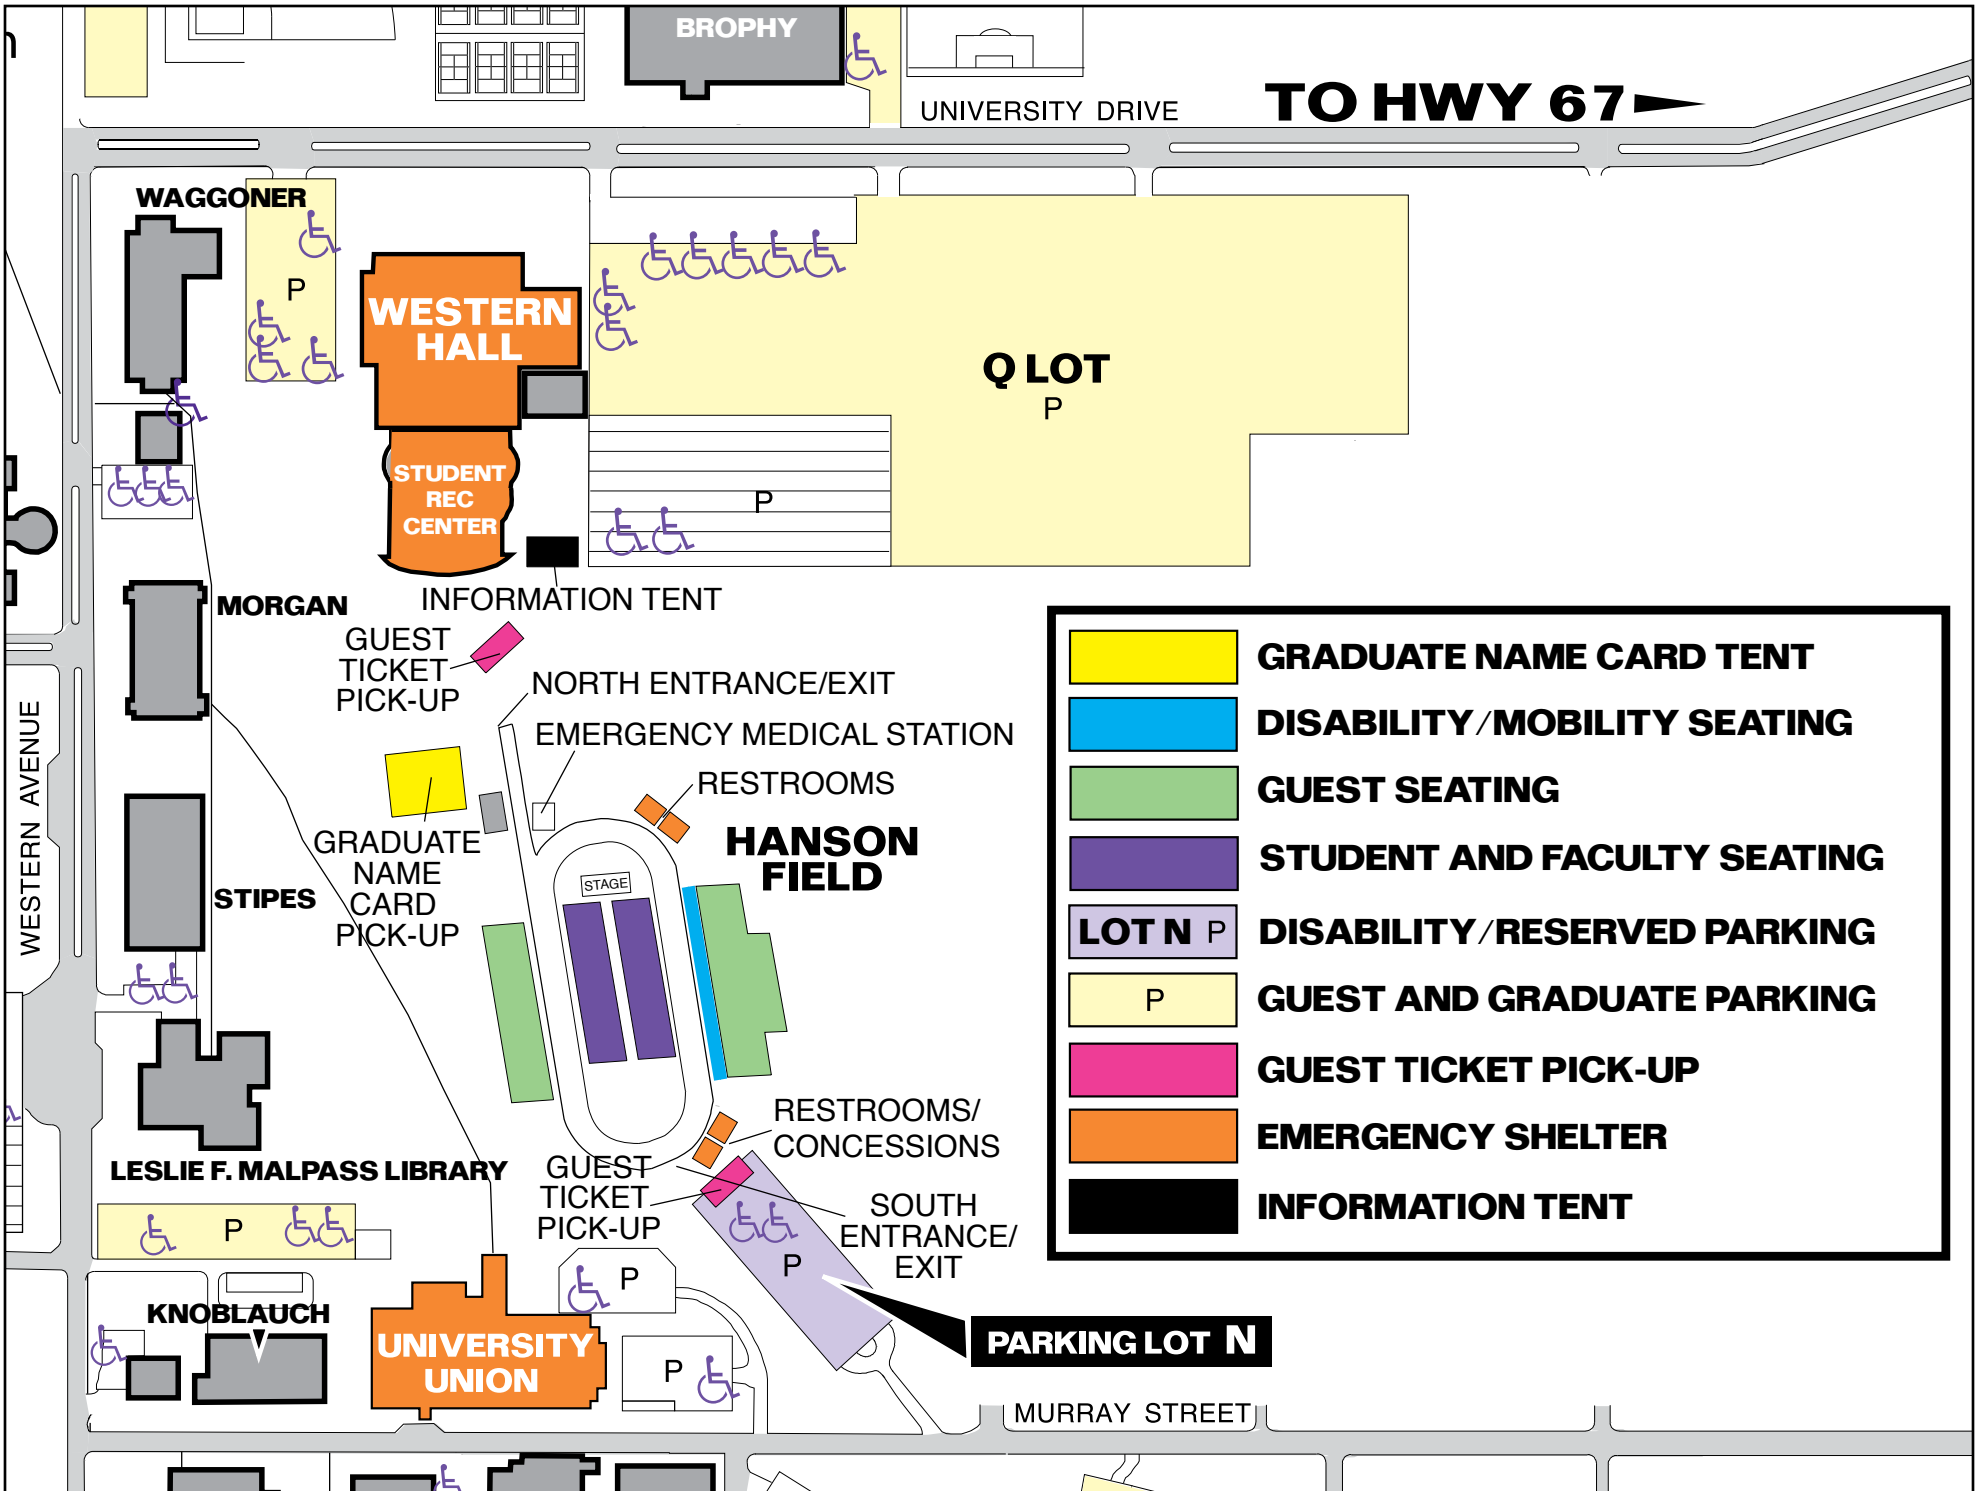 BROPHY
UNIVERSITY DRIVE
TO HWY 67
WAGGONER
P
WESTERN
HALL
Q LOT
P
STUDENT
REC
CENTER
P
INFORMATION TENT
MORGAN
GUEST
TICKET
PICK-UP
NORTH ENTRANCE/EXIT
EMERGENCY MEDICAL STATION
RESTROOMS
WESTERN AVENUE
GRADUATE
NAME
CARD
PICK-UP
HANSON
FIELD
STAGE
STIPES
GRADUATE NAME CARD TENT
DISABILITY/MOBILITY SEATING
GUEST SEATING
STUDENT AND FACULTY SEATING
LOT N P DISABILITY/RESERVED PARKING
P GUEST AND GRADUATE PARKING
GUEST TICKET PICK-UP
EMERGENCY SHELTER
INFORMATION TENT
RESTROOMS/
CONCESSIONS
LESLIE F. MALPASS LIBRARY
GUEST
TICKET
PICK-UP
SOUTH
ENTRANCE/
EXIT
P
P
P
KNOBLAUCH
UNIVERSITY
UNION
P
PARKING LOT N
MURRAY STREET